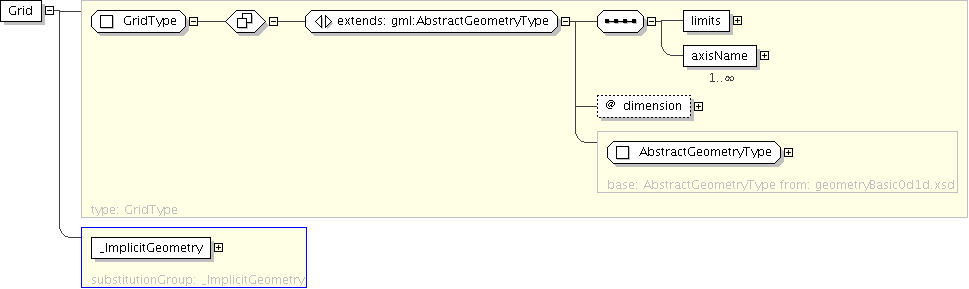 Grid
GridType
extends: gml:AbstractGeometryType
limits
axisName
1..∞
@ dimension
AbstractGeometryType
base: AbstractGeometryType from: geometryBasic0d1d.xsd
type: GridType
_ImplicitGeometry
substitutionGroup: _ImplicitGeometry